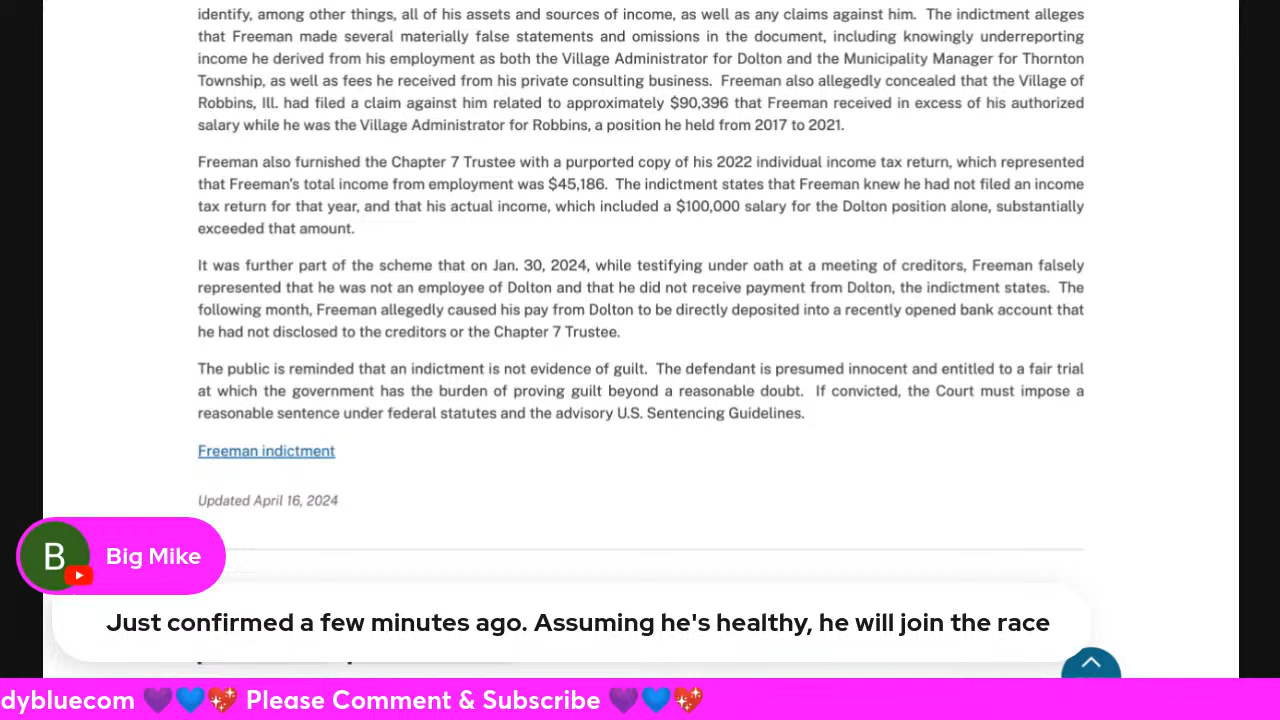 identify, among other things, all of his assets and sources of income, as well as any claims against him.  The indictment alleges
that Freeman made several materially false statements and omissions in the document, including knowingly underreporting
income he derived from his employment as both the Village Administrator for Dolton and the Municipality Manager for Thornton
Township, as well as fees he received from his private consulting business.  Freeman also allegedly concealed that the Village of
Robbins, Ill. had filed a claim against him related to approximately $90,396 that Freeman received in excess of his authorized
salary while he was the Village Administrator for Robbins, a position he held from 2017 to 2021.
Freeman also furnished the Chapter 7 Trustee with a purported copy of his 2022 individual income tax return, which represented
that Freeman's total income from employment was $45,186.  The indictment states that Freeman knew he had not filed an income
tax return for that year, and that his actual income, which included a $100,000 salary for the Dolton position alone, substantially
exceeded that amount.
It was further part of the scheme that on Jan. 30, 2024, while testifying under oath at a meeting of creditors, Freeman falsely
represented that he was not an employee of Dolton and that he did not receive payment from Dolton, the indictment states.  The
following month, Freeman allegedly caused his pay from Dolton to be directly deposited into a recently opened bank account that
he had not disclosed to the creditors or the Chapter 7 Trustee.
The public is reminded that an indictment is not evidence of guilt.  The defendant is presumed innocent and entitled to a fair trial
at which the government has the burden of proving guilt beyond a reasonable doubt.  If convicted, the Court must impose a
reasonable sentence under federal statutes and the advisory U.S. Sentencing Guidelines.
Freeman indictment
Updated April 16, 2024
B
Big Mike
Just confirmed a few minutes ago. Assuming he's healthy, he will join the race
dybluecom 💜💙💖 Please Comment & Subscribe 💜💙💖